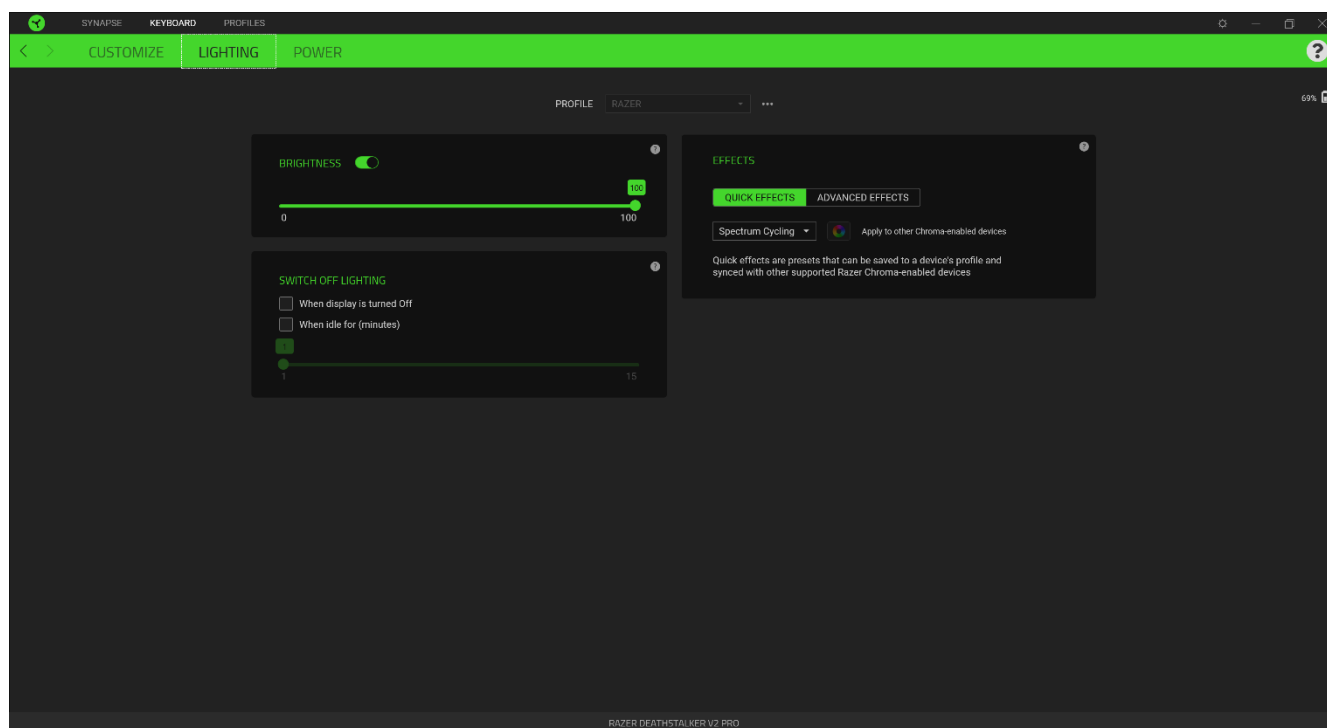 SYNAPSE KEYBOARD PROFILES
CUSTOMIZE LIGHTING POWER
?
PROFILE RAZER
69%
BRIGHTNESS
?
100
0 100
SWITCH OFF LIGHTING
?
When display is turned Off
When idle for (minutes)
1
1 15
EFFECTS
?
QUICK EFFECTS ADVANCED EFFECTS
Spectrum Cycling Apply to other Chroma-enabled devices
Quick effects are presets that can be saved to a device's profile and
synced with other supported Razer Chroma-enabled devices
RAZER DEATHSTALKER V2 PRO